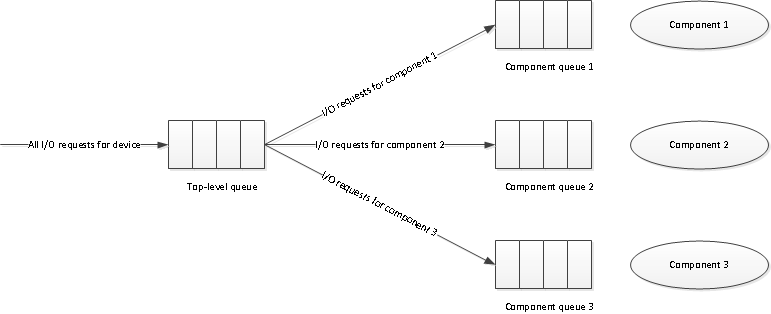 I/O requests for component 1
Component 1
Component queue 1
All I/O requests for device
I/O requests for component 2
Component 2
Top-level queue
Component queue 2
I/O requests for component 3
Component 3
Component queue 3